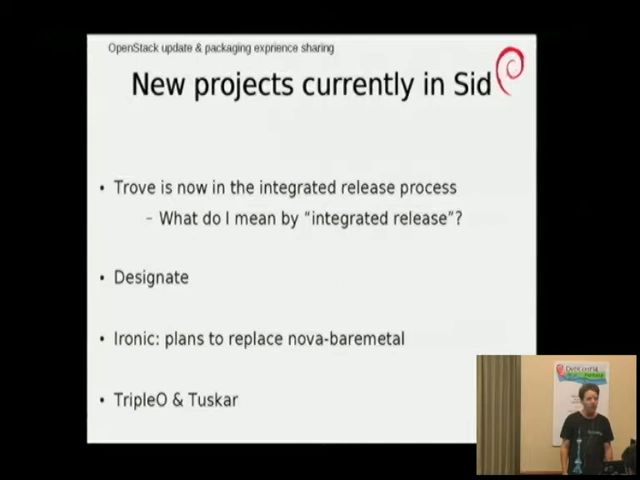 OpenStack update & packaging exprience sharing
New projects currently in Sid
• Trove is now in the integrated release process
– What do I mean by “integrated release”?
• Designate
• Ironic: plans to replace nova-baremetal
• TripleO & Tuskar